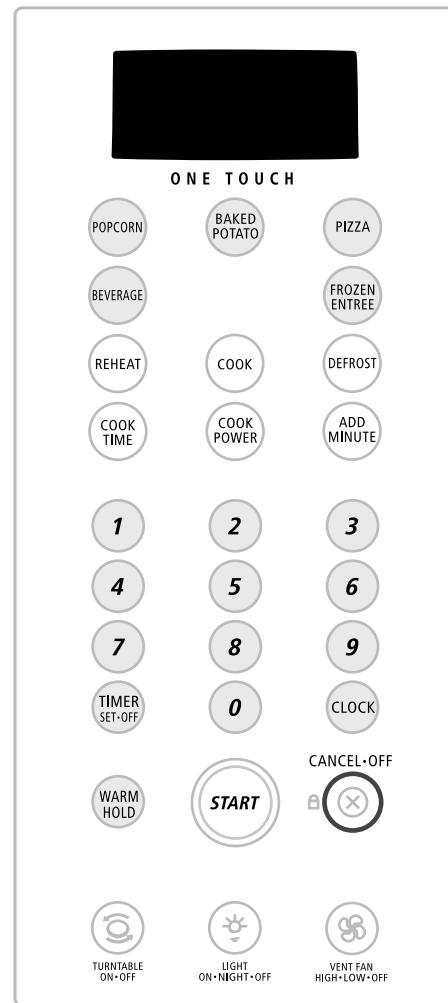 ONE TOUCH
POPCORN
BAKED
POTATO
PIZZA
BEVERAGE
FROZEN
ENTREE
REHEAT
COOK
DEFROST
COOK
TIME
COOK
POWER
ADD
MINUTE
1
2
3
4
5
6
7
8
9
TIMER
SET•OFF
0
CLOCK
WARM
HOLD
START
CANCEL•OFF
TURNTABLE
ON•OFF
LIGHT
ON•NIGHT•OFF
VENT FAN
HIGH•LOW•OFF